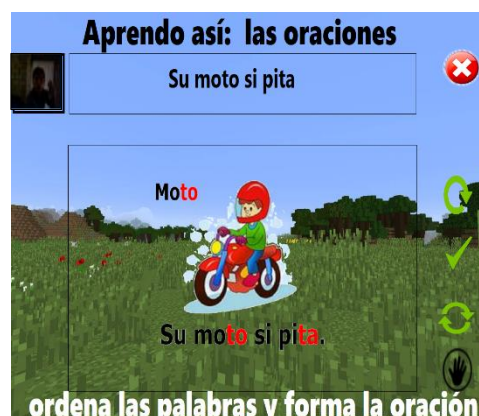 Aprendo así: las oraciones
Su moto si pita
Moto
Su moto si pita.
ordena las palabras y forma la oración